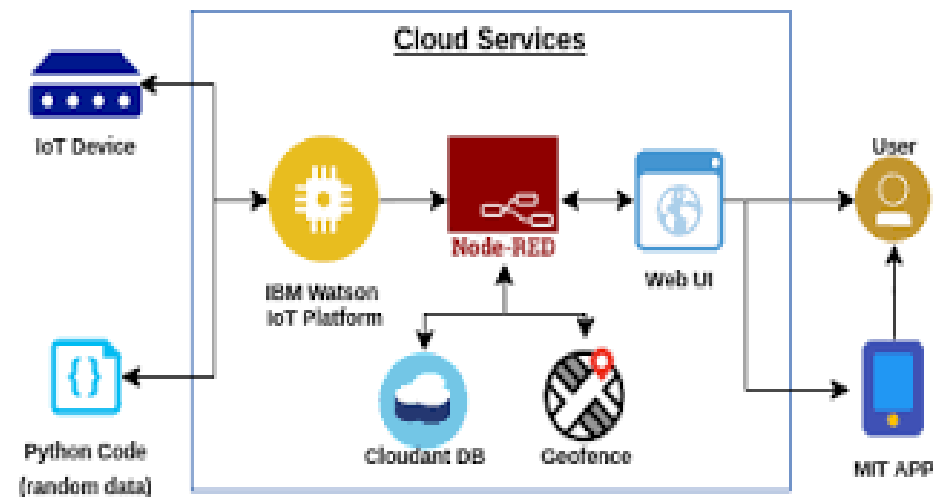 Cloud Services
IoT Device
User
Node-RED
Web UI
IBM Watson
IoT Platform
{ }
Python Code
(random data)
Cloudant DB
Geofence
MIT APP